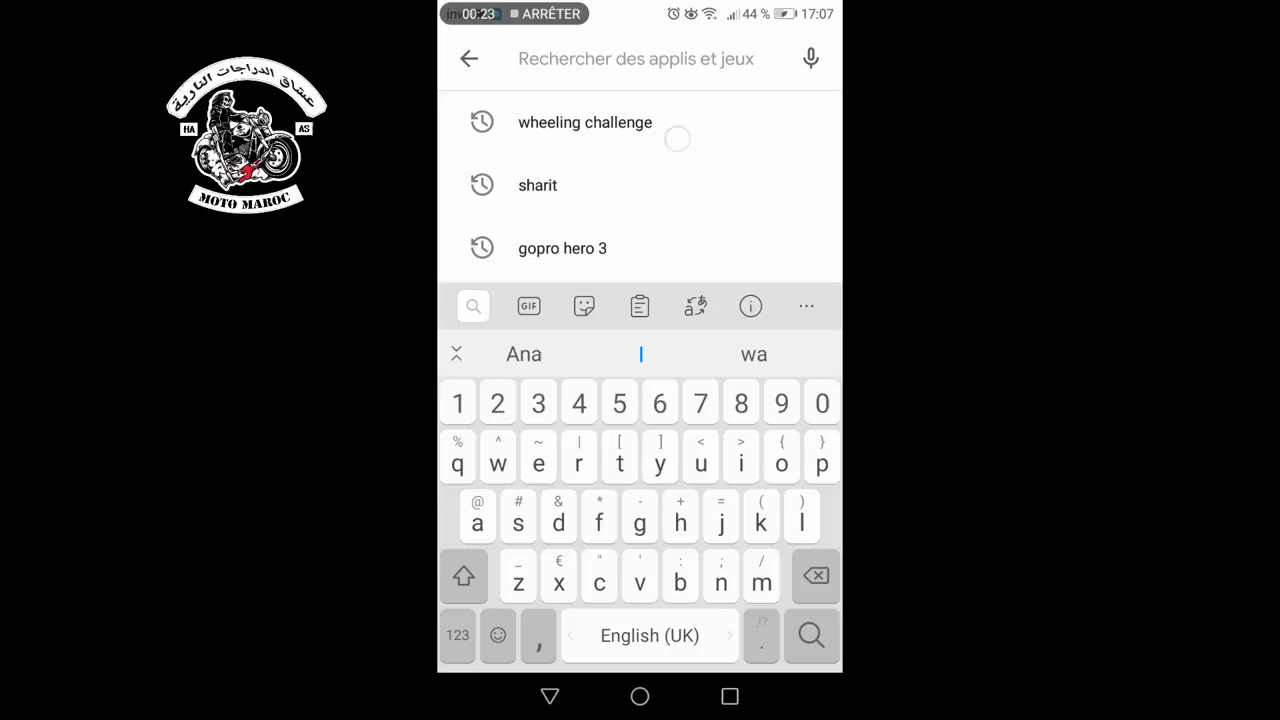 عشاق الدراجات النارية
HA AS
MOTO MAROC
00:23 ARRÊTER 44 % 17:07
Rechercher des applis et jeux
wheeling challenge
sharit
gopro hero 3
GIF
Ana I wa
1 2 3 4 5 6 7 8 9 0
% ^ ~ | [ ] < > { }
q w e r t y u i o p
@ # & * - + = ( )
a s d f g h j k l
_ € " ' : ; /
z x c v b n m
123 , English (UK) ,!? .